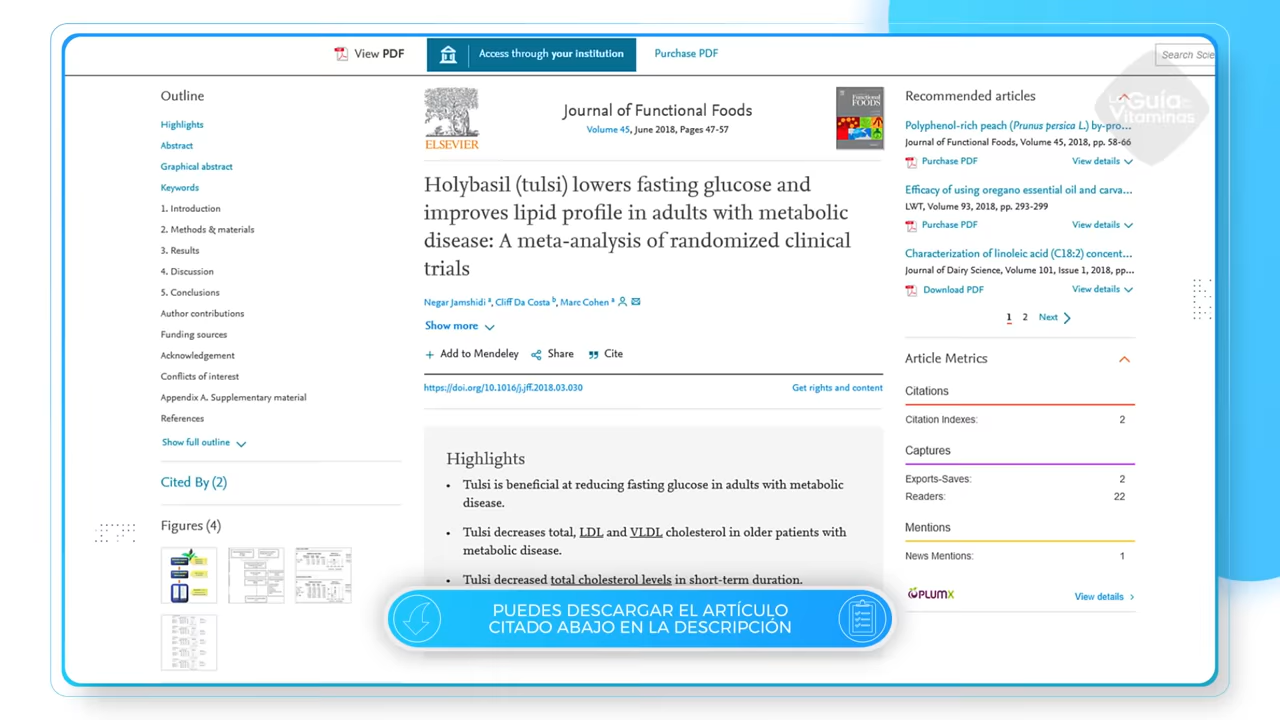 View PDF
Access through your institution
Purchase PDF
Search Scie
Outline
Highlights
Abstract
Graphical abstract
Keywords
1. Introduction
2. Methods & materials
3. Results
4. Discussion
5. Conclusions
Author contributions
Funding sources
Acknowledgement
Conflicts of interest
Appendix A. Supplementary material
References
Show full outline
Cited By (2)
Figures (4)
ELSEVIER
Journal of Functional Foods
Volume 45, June 2018, Pages 47-57
FOODS
Holybasil (tulsi) lowers fasting glucose and
improves lipid profile in adults with metabolic
disease: A meta-analysis of randomized clinical
trials
Negar Jamshidi a, Cliff Da Costa b, Marc Cohen a
Show more
Add to Mendeley
Share
Cite
https://doi.org/10.1016/j.jff.2018.03.030
Get rights and content
Highlights
• Tulsi is beneficial at reducing fasting glucose in adults with metabolic
disease.
• Tulsi decreases total, LDL and VLDL cholesterol in older patients with
metabolic disease.
• Tulsi decreased total cholesterol levels in short-term duration.
PUEDES DESCARGAR EL ARTÍCULO
CITADO ABAJO EN LA DESCRIPCIÓN
Recommended articles
La Guía de las
Vitaminas
Polyphenol-rich peach (Prunus persica L.) by-pro...
Journal of Functional Foods, Volume 45, 2018, pp. 58-66
Purchase PDF
View details
Efficacy of using oregano essential oil and carva...
LWT, Volume 93, 2018, pp. 293-299
Purchase PDF
View details
Characterization of linoleic acid (C18:2) concent...
Journal of Dairy Science, Volume 101, Issue 1, 2018, pp...
Download PDF
View details
1 2 Next
Article Metrics
Citations
Citation Indexes: 2
Captures
Exports-Saves: 2
Readers: 22
Mentions
News Mentions: 1
PLUMX
View details